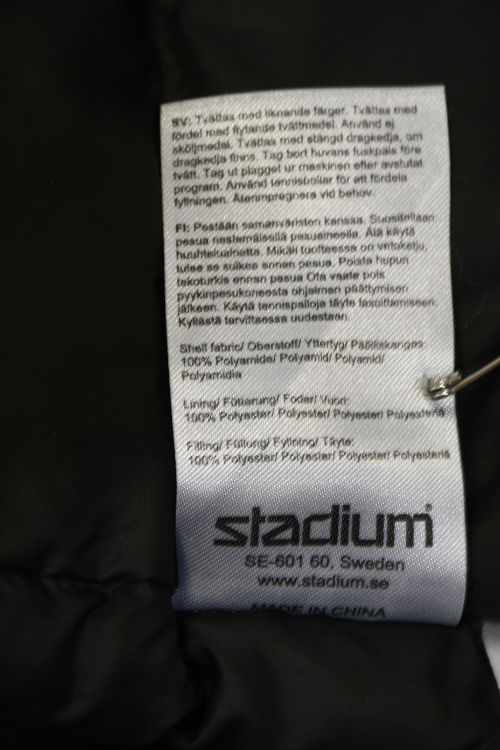 SV: Tvättas med liknande färger. Tvättas med
fördel med flytande tvättmedel. Använd ej
sköljmedel. Tvättas med stängd dragkedja, om
dragkedja finns. Tag bort huvans fuskpäls före
tvätt. Tag ut plagget ur maskinen efter avslutat
program. Använd tennisbollar för att fördela
fyllningen. Återimpregnera vid behov.
FI: Pestään samanväristen kanssa. Suositellaan
pesua nestemäisellä pesuaineella. Älä käytä
huuhteluainetta. Mikäli tuotteessa on vetoketju,
tulee se sulkea ennen pesua. Poista hupun
tekoturkis ennen pesua Ota vaate pois
pyykinpesukoneesta ohjelman päättymisen
jälkeen. Käytä tennispalloja täyte tasoittamiseen.
Kyllästä tarvittaessa uudestaan.
Shell fabric/ Oberstoff/ Yttertyg/ Päällliskangas:
100% Polyamide/ Polyamid/ Polyamid/
Polyamidia
Lining/ Fütterung/ Foder/ Vuori:
100% Polyester/ Polyester/ Polyester/ Polyesteriä
Filling/ Füllung/ Fyllning/ Täyte:
100% Polyester/ Polyester/ Polyester/ Polyesteriä
stadium
SE-601 60, Sweden
www.stadium.se
MADE IN CHINA